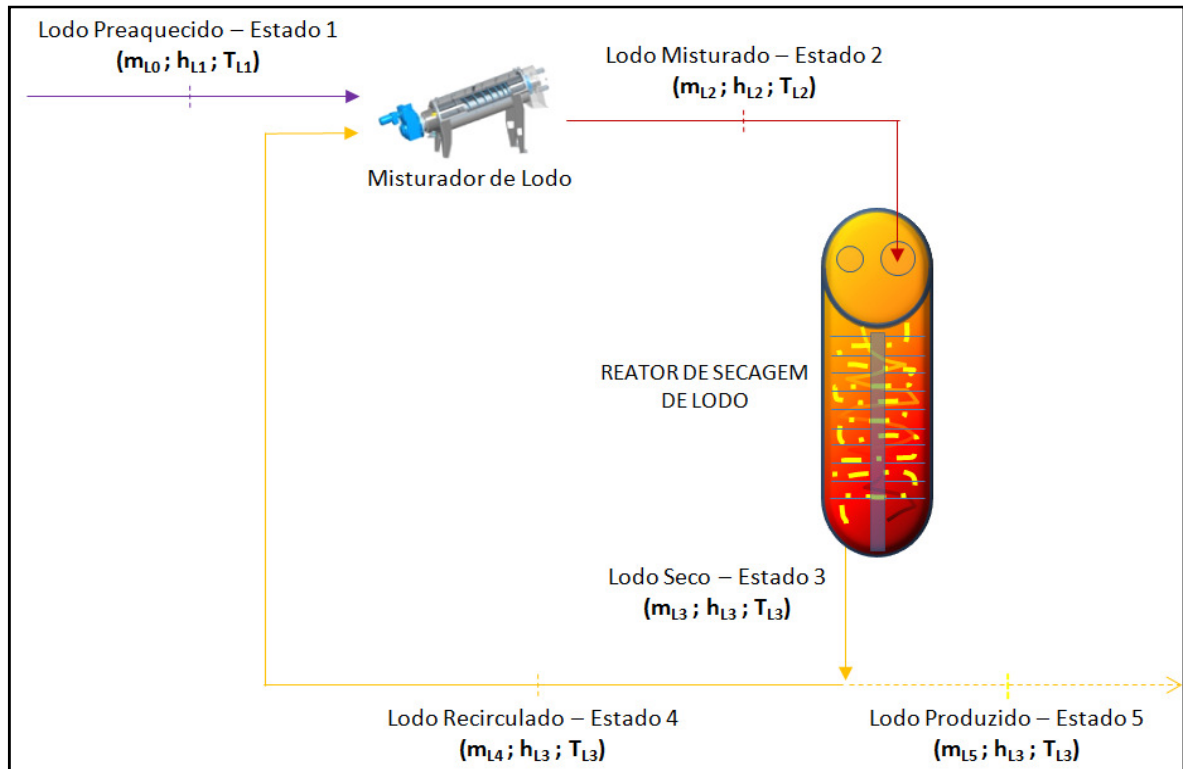 Lodo Preaquecido – Estado 1
(mL0 ; hL1 ; TL1)
Lodo Misturado – Estado 2
(mL2 ; hL2 ; TL2)
Misturador de Lodo
REATOR DE SECAGEM
DE LODO
Lodo Seco – Estado 3
(mL3 ; hL3 ; TL3)
Lodo Recirculado – Estado 4
(mL4 ; hL3 ; TL3)
Lodo Produzido – Estado 5
(mL5 ; hL3 ; TL3)